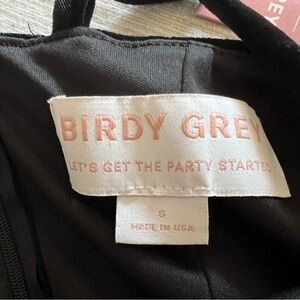 BIRDY GREY
LET'S GET THE PARTY STARTED
S
MADE IN USA